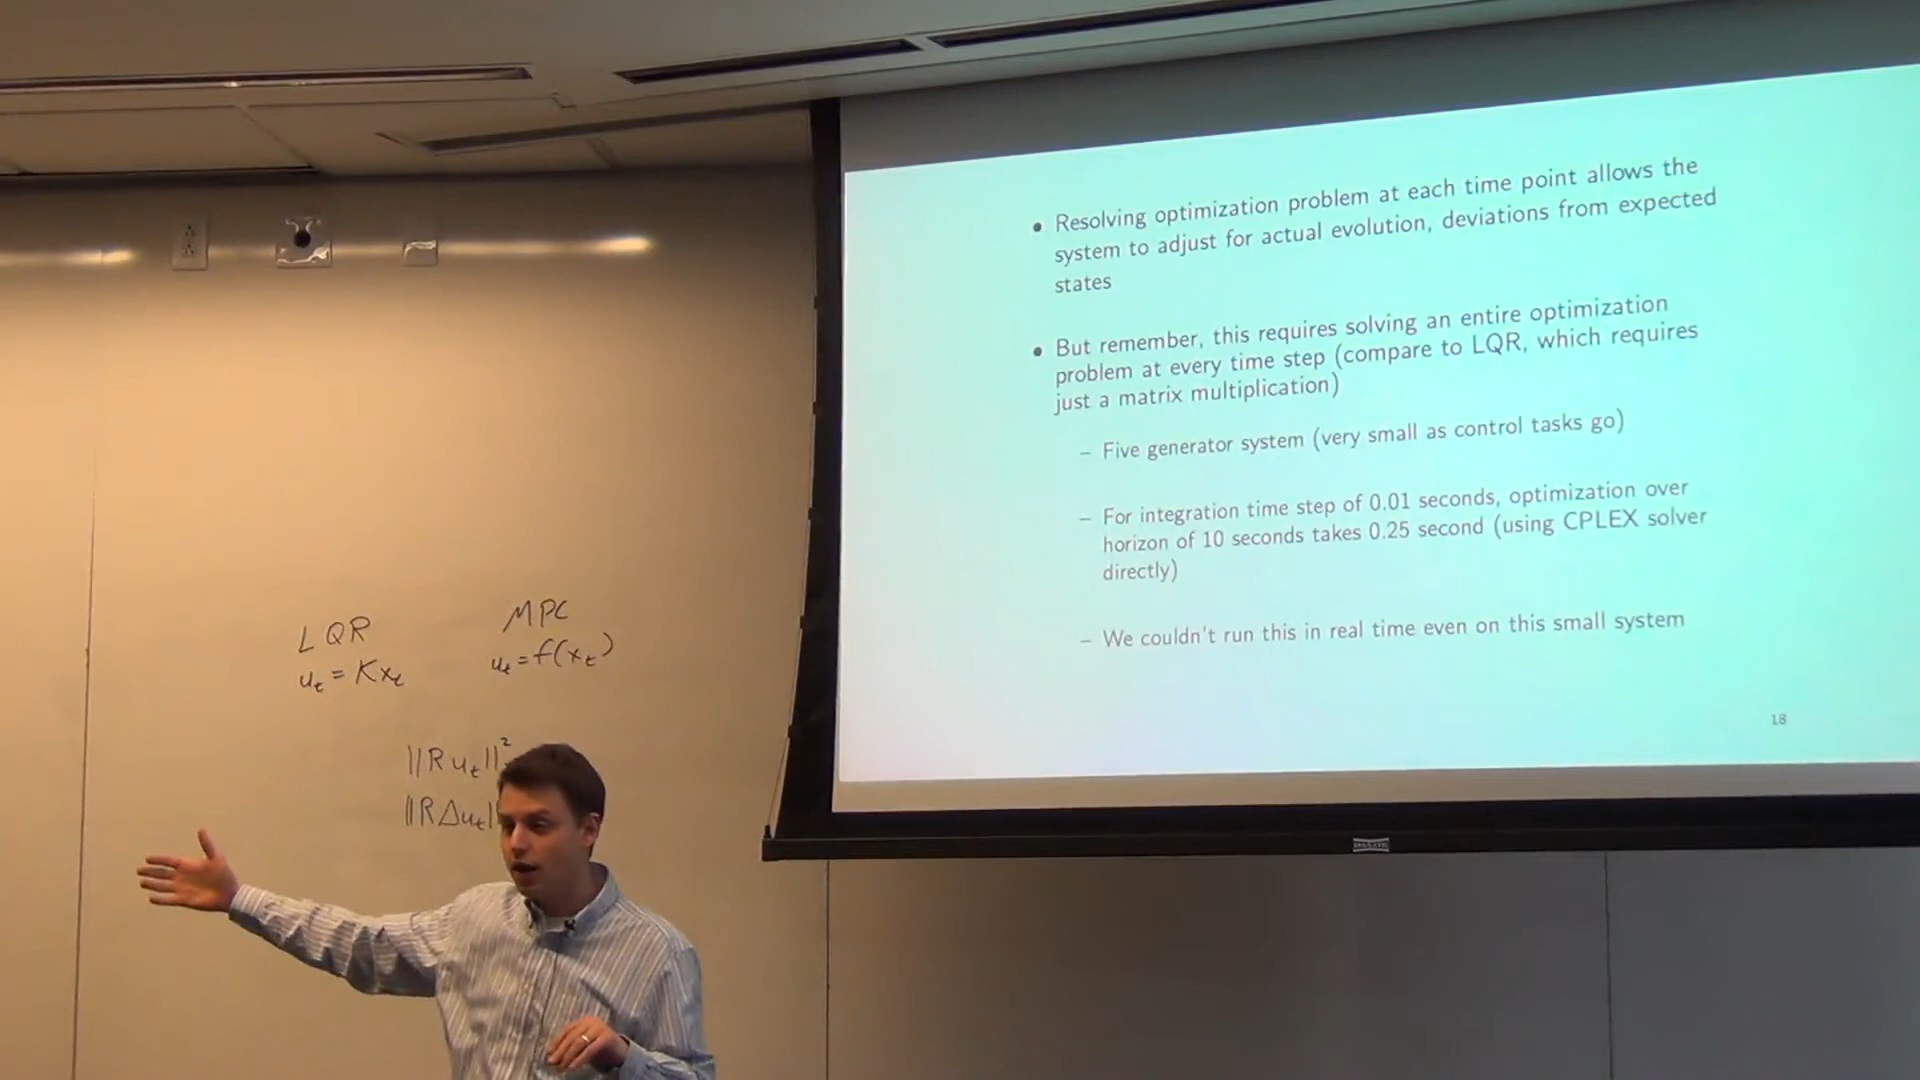 • Resolving optimization problem at each time point allows the
system to adjust for actual evolution, deviations from expected
states
• But remember, this requires solving an entire optimization
problem at every time step (compare to LQR, which requires
just a matrix multiplication)
– Five generator system (very small as control tasks go)
– For integration time step of 0.01 seconds, optimization over
horizon of 10 seconds takes 0.25 second (using CPLEX solver
directly)
– We couldn't run this in real time even on this small system
18
LQR
u_t = Kx_t
MPC
u_t = f(x_t)
||Ru_t||²
||RΔu_t||
DA-LITE